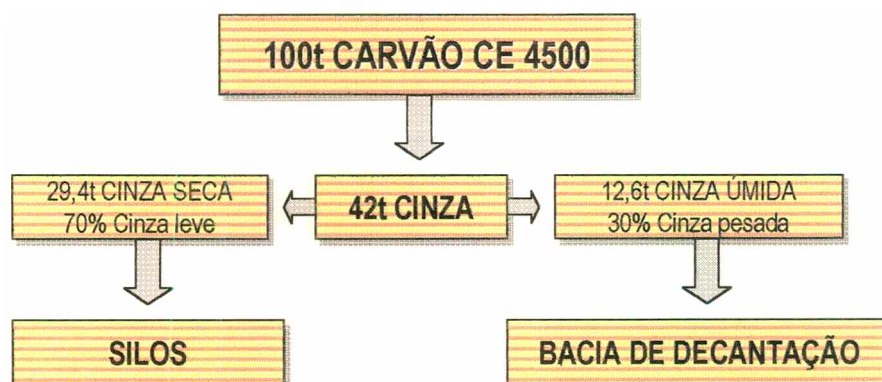 100t CARVÃO CE 4500
29,4t CINZA SECA
70% Cinza leve
42t CINZA
12,6t CINZA ÚMIDA
30% Cinza pesada
SILOS
BACIA DE DECANTAÇÃO